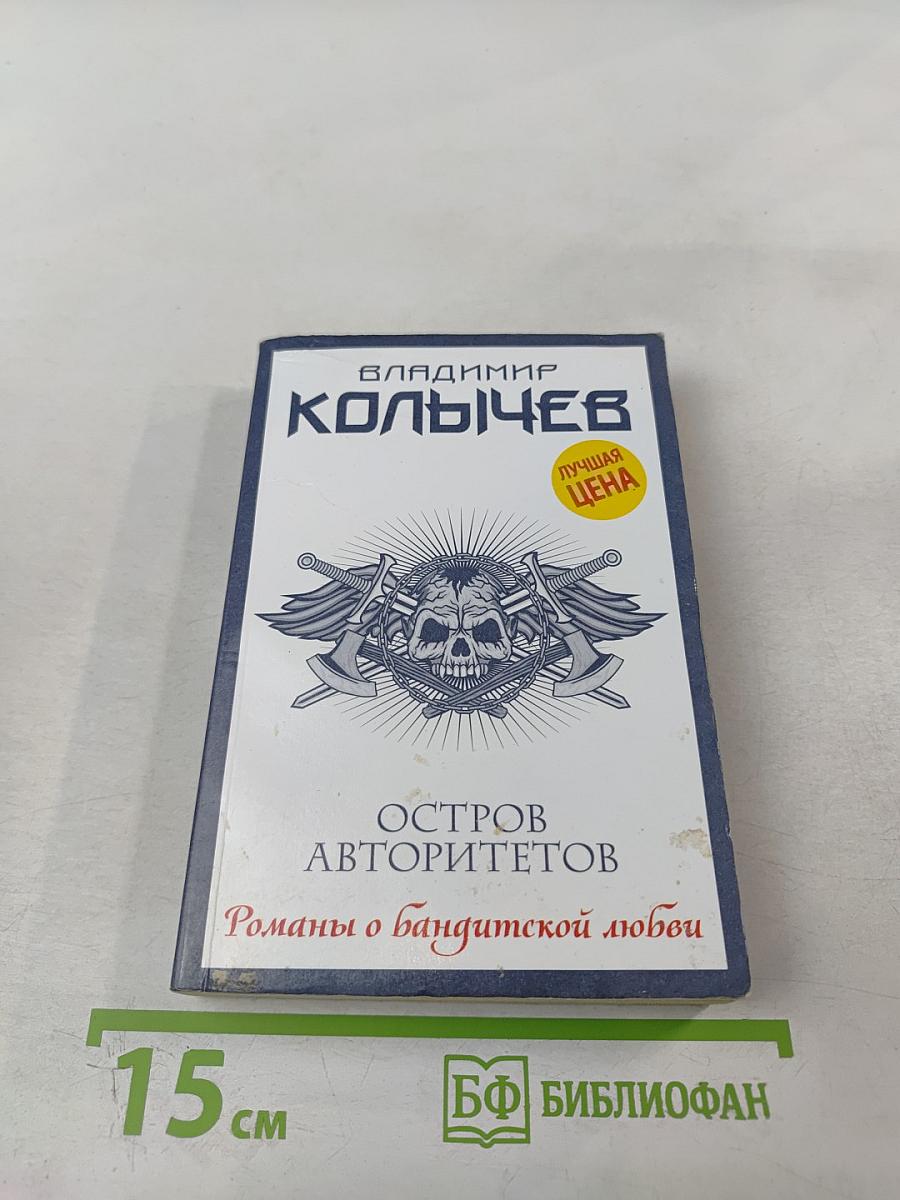 ВЛАДИМИР
КОЛЫЧЕВ
ЛУЧШАЯ
ЦЕНА
ОСТРОВ
АВТОРИТЕТОВ
Романы о бандитской любви
15 см
БФ БИБЛИОФАН